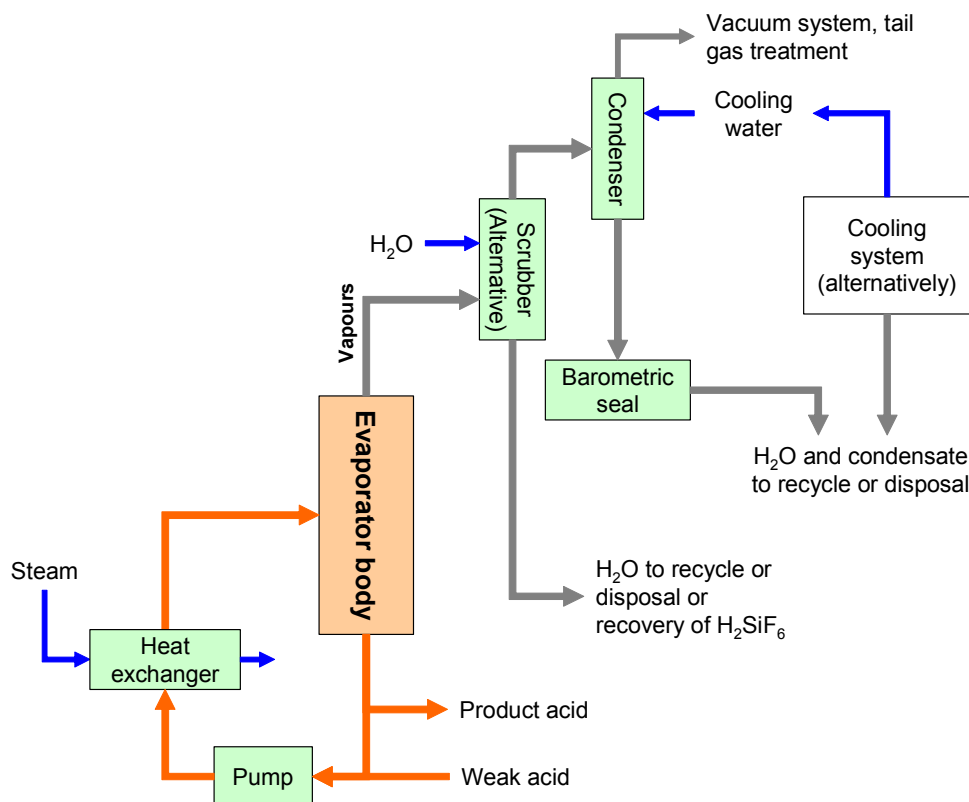 Vacuum system, tail
gas treatment
Condenser
Cooling
water
Scrubber
(Alternative)
H₂O
Cooling
system
(alternatively)
Vapours
Barometric
seal
Evaporator body
H₂O and condensate
to recycle or disposal
Steam
H₂O to recycle or
disposal or
recovery of H₂SiF₆
Heat
exchanger
Product acid
Pump
Weak acid